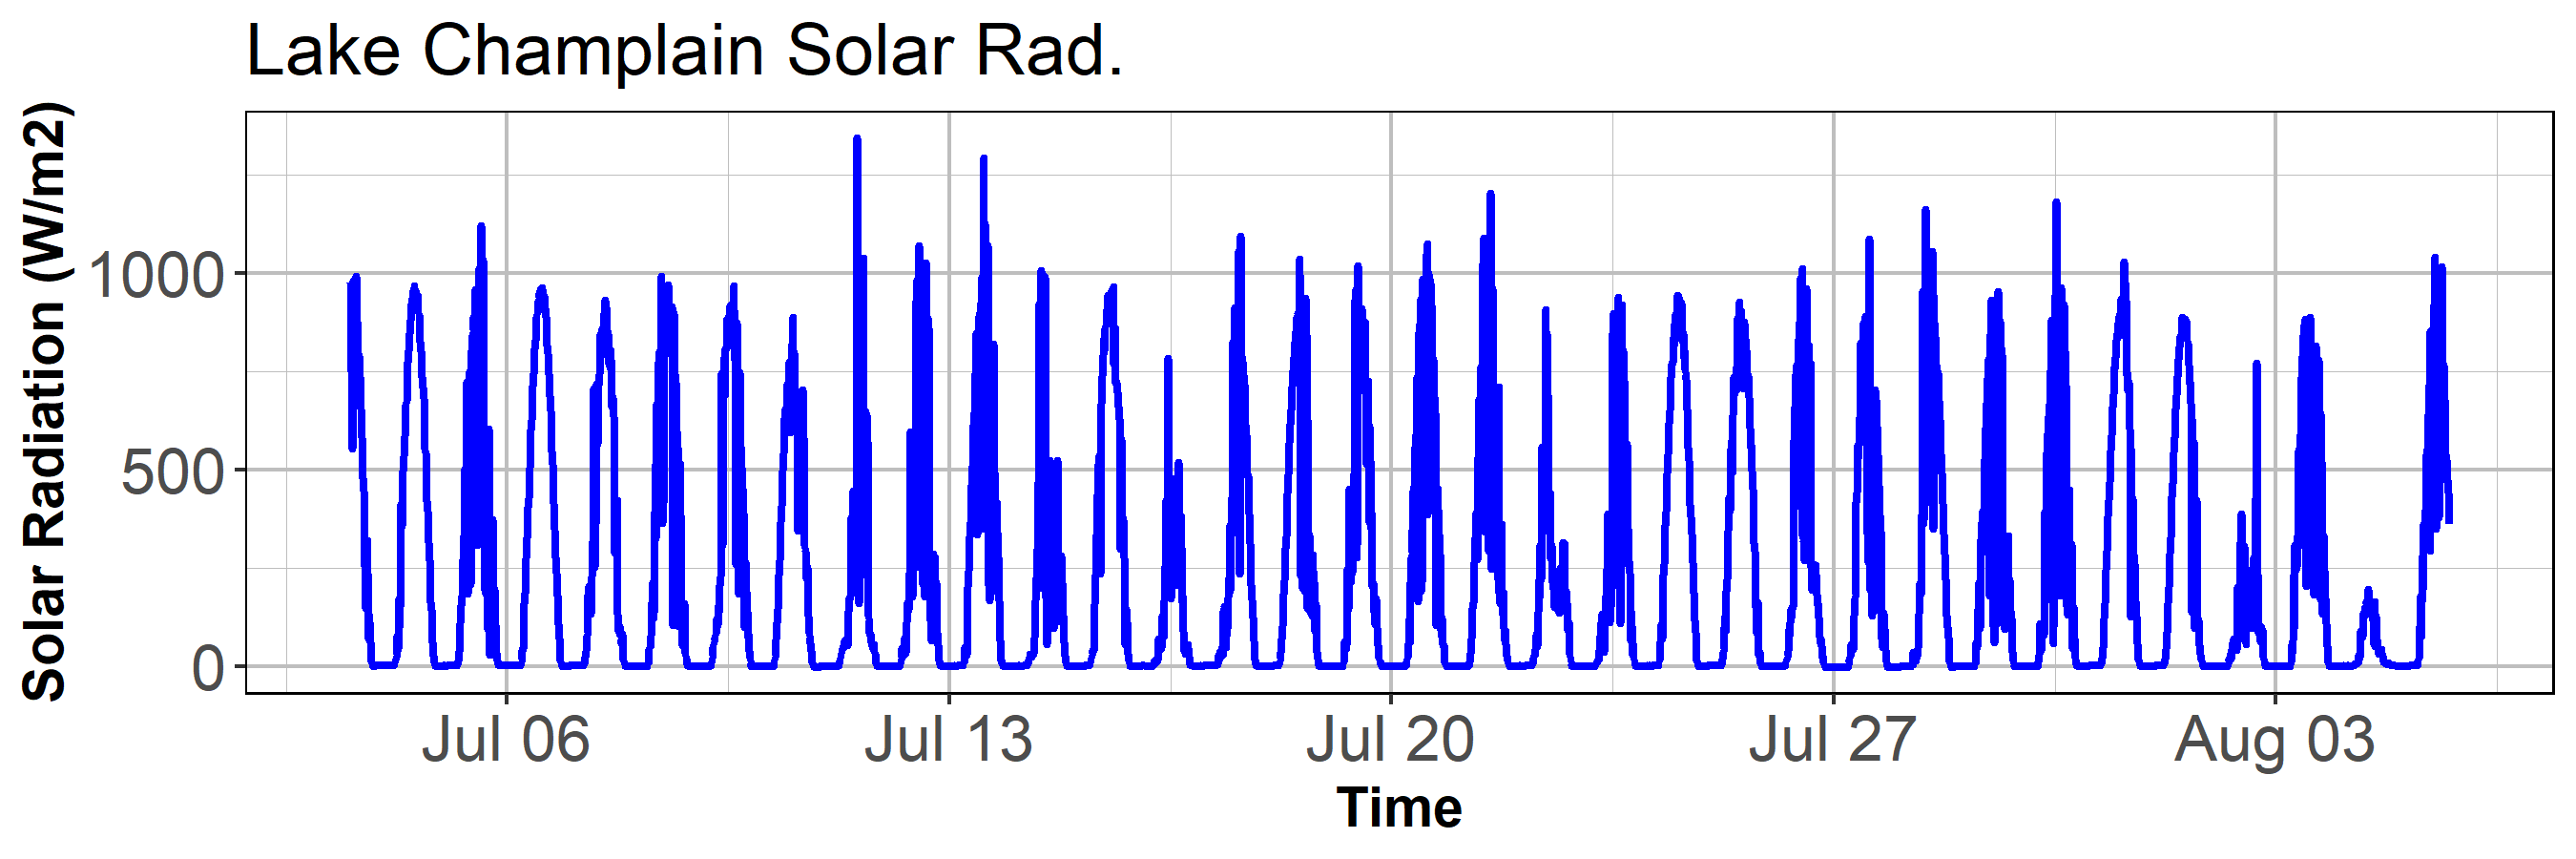 Lake Champlain Solar Rad.
Solar Radiation (W/m2)
1000
500
0
Jul 06 Jul 13 Jul 20 Jul 27 Aug 03
Time